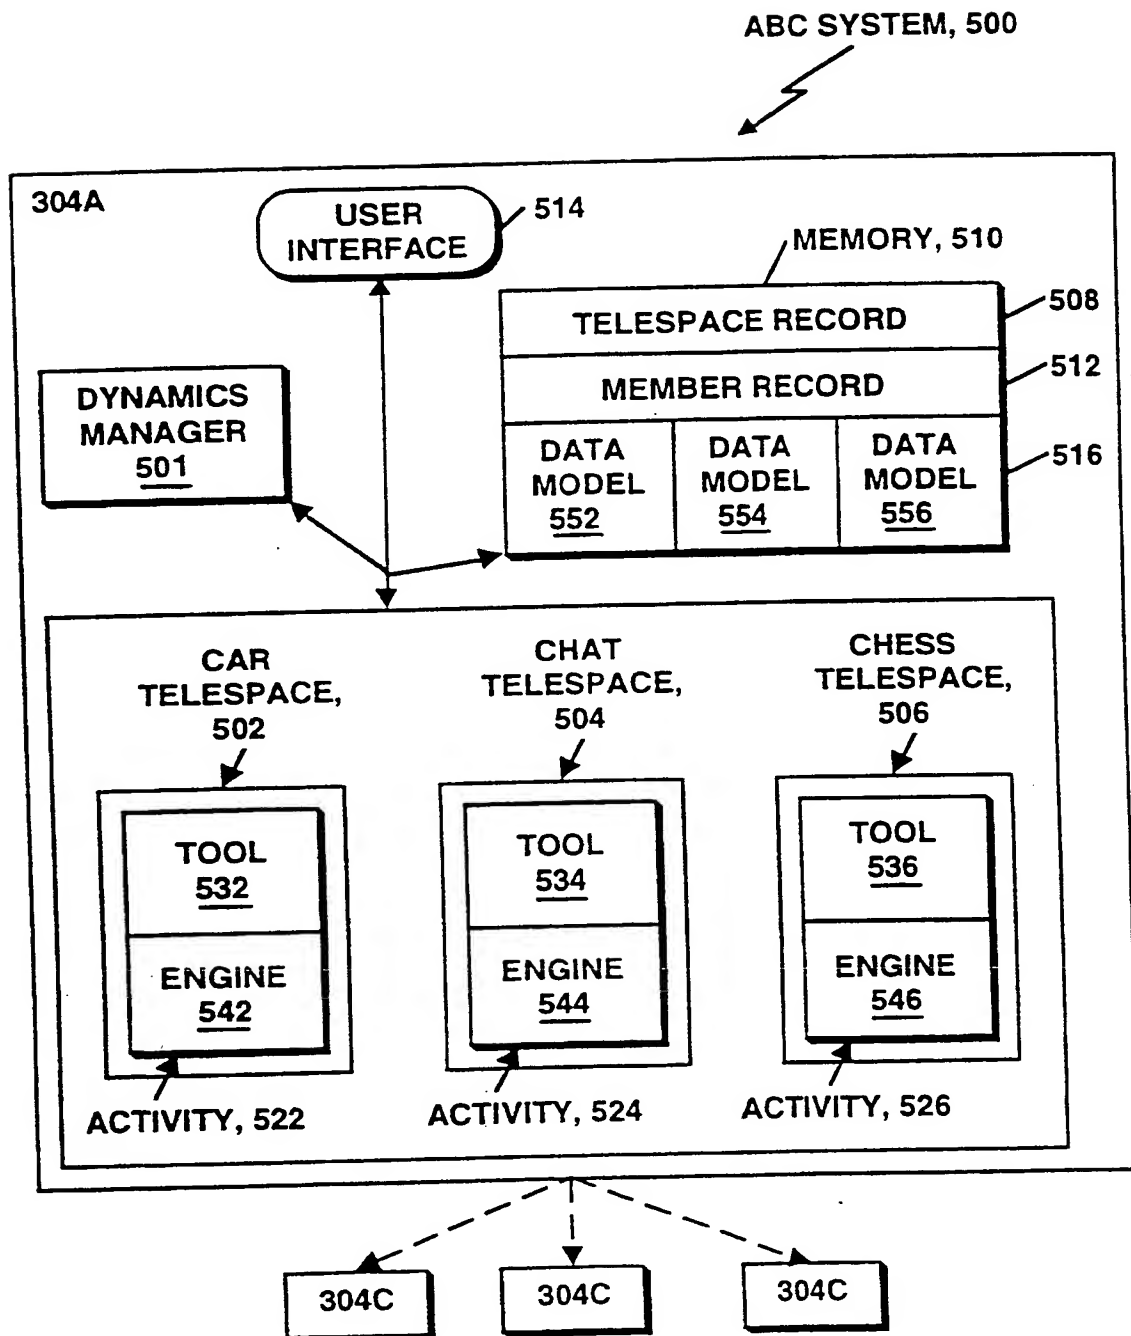 ABC SYSTEM, 500
304A
USER
INTERFACE
514
MEMORY, 510
TELESPACE RECORD
508
MEMBER RECORD
512
DYNAMICS
MANAGER
501
DATA
MODEL
552
DATA
MODEL
554
DATA
MODEL
556
516
CAR
TELESPACE,
502
CHAT
TELESPACE,
504
CHESS
TELESPACE,
506
TOOL
532
ENGINE
542
TOOL
534
ENGINE
544
TOOL
536
ENGINE
546
ACTIVITY, 522
ACTIVITY, 524
ACTIVITY, 526
304C
304C
304C